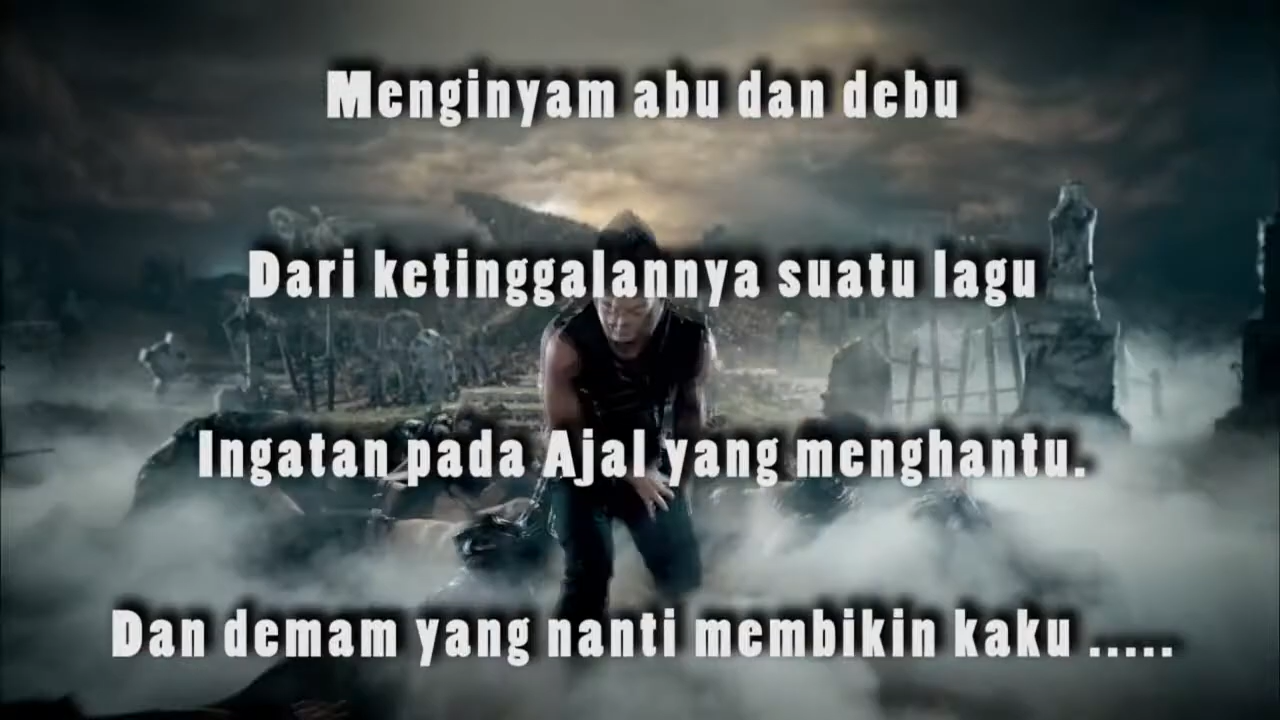 Menginyam abu dan debu
Dari ketinggalannya suatu lagu
Ingatan pada Ajal yang menghantu.
Dan demam yang nanti membikin kaku .....